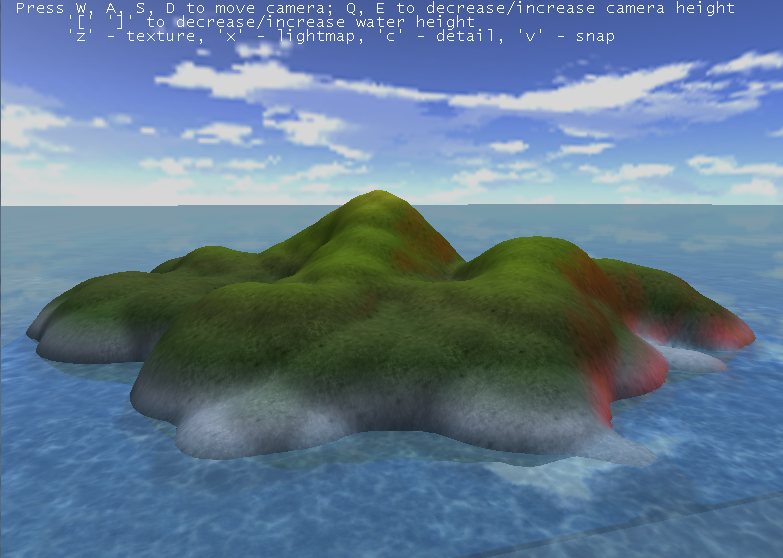 Press W, A, S, D to move camera; Q, E to decrease/increase camera height
'[', ']' to decrease/increase water height
'z' - texture, 'x' - lightmap, 'c' - detail, 'v' - snap